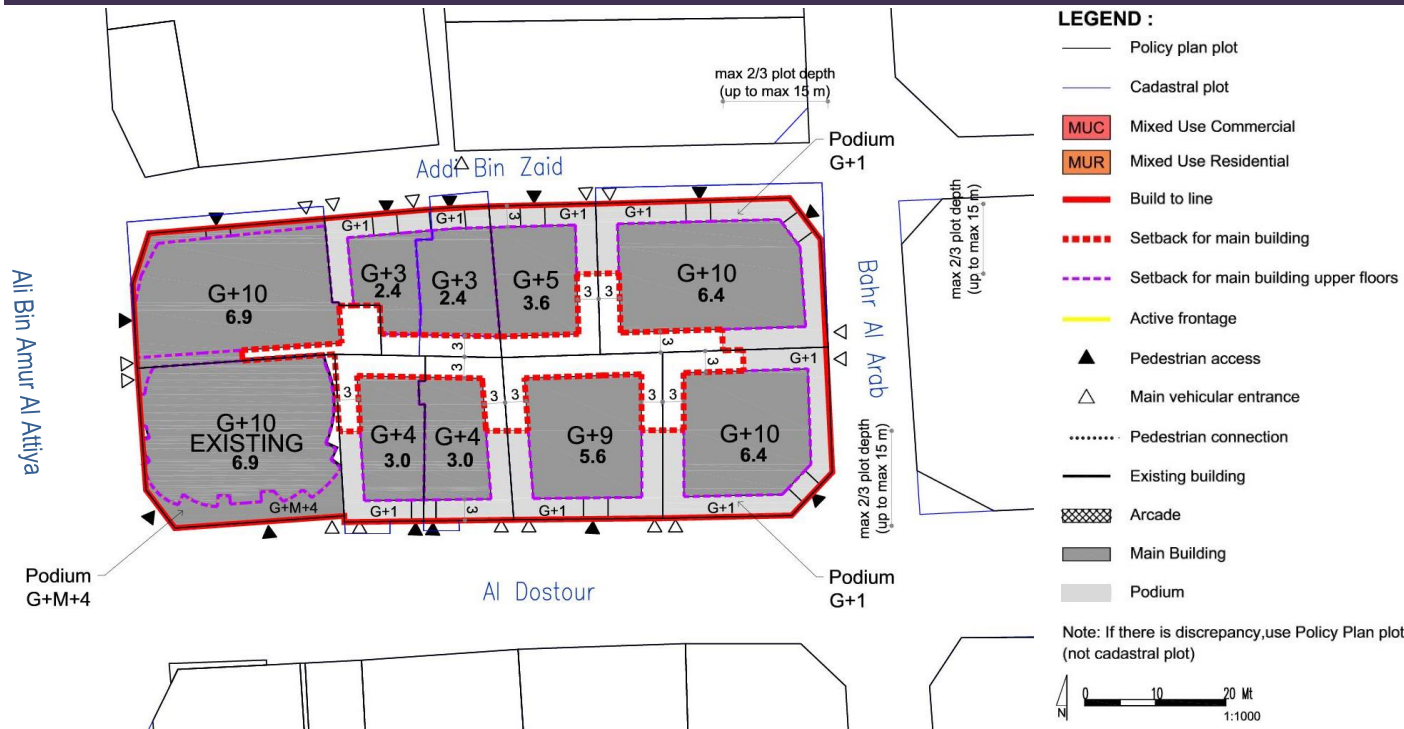 max 2/3 plot depth
(up to max 15 m)
Podium
G+1
Addi Bin Zaid
max 2/3 plot depth
(up to max 15 m)
G+1
G+1
3
G+1
G+1
G+10
6.9
G+3
2.4
G+3
2.4
G+5
3.6
3
3
G+10
6.4
Ali Bin Amur Al Attiya
Bahr Al Arab
3
3
3
3
G+1
3
3
3
3
3
G+10
EXISTING
6.9
G+4
3.0
G+4
3.0
G+9
5.6
G+10
6.4
max 2/3 plot depth
(up to max 15 m)
G+M+4
G+1
3
G+1
G+1
Podium
G+M+4
Al Dostour
Podium
G+1
LEGEND :
Policy plan plot
Cadastral plot
MUC Mixed Use Commercial
MUR Mixed Use Residential
Build to line
Setback for main building
Setback for main building upper floors
Active frontage
Pedestrian access
Main vehicular entrance
Pedestrian connection
Existing building
Arcade
Main Building
Podium
Note: If there is discrepancy,use Policy Plan plot
(not cadastral plot)
N
0 10 20 Mt
1:1000